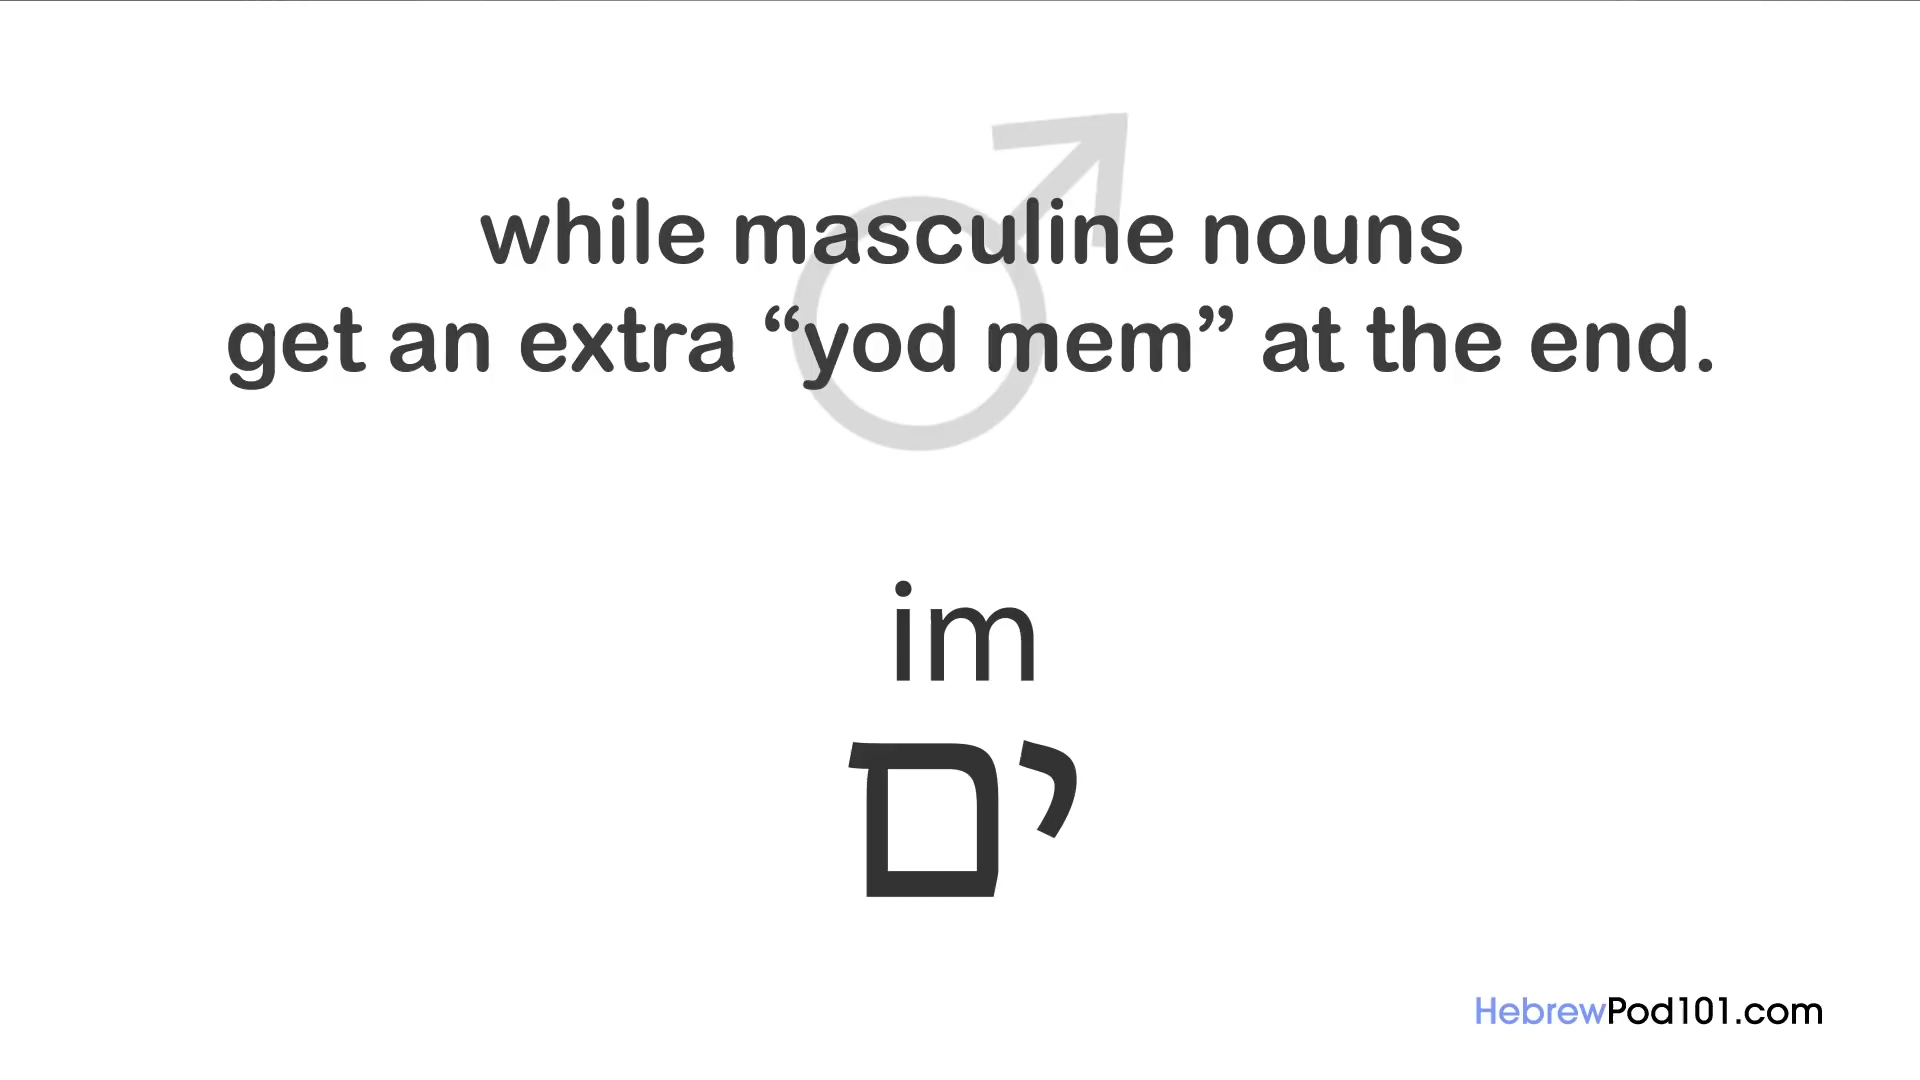 while masculine nouns
get an extra “yod mem” at the end.
im
ים
HebrewPod101.com